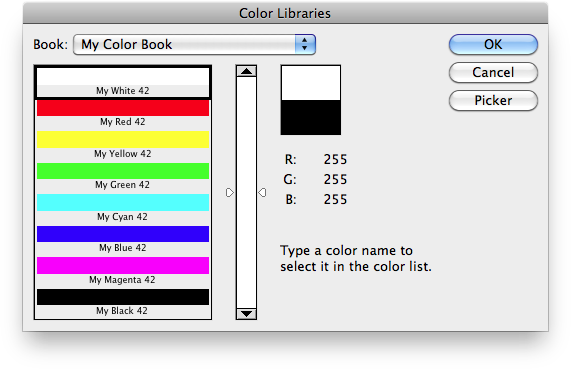 Color Libraries
Book: My Color Book
OK
Cancel
Picker
My White 42
My Red 42
My Yellow 42
My Green 42
My Cyan 42
My Blue 42
My Magenta 42
My Black 42
R: 255
G: 255
B: 255
Type a color name to
select it in the color list.